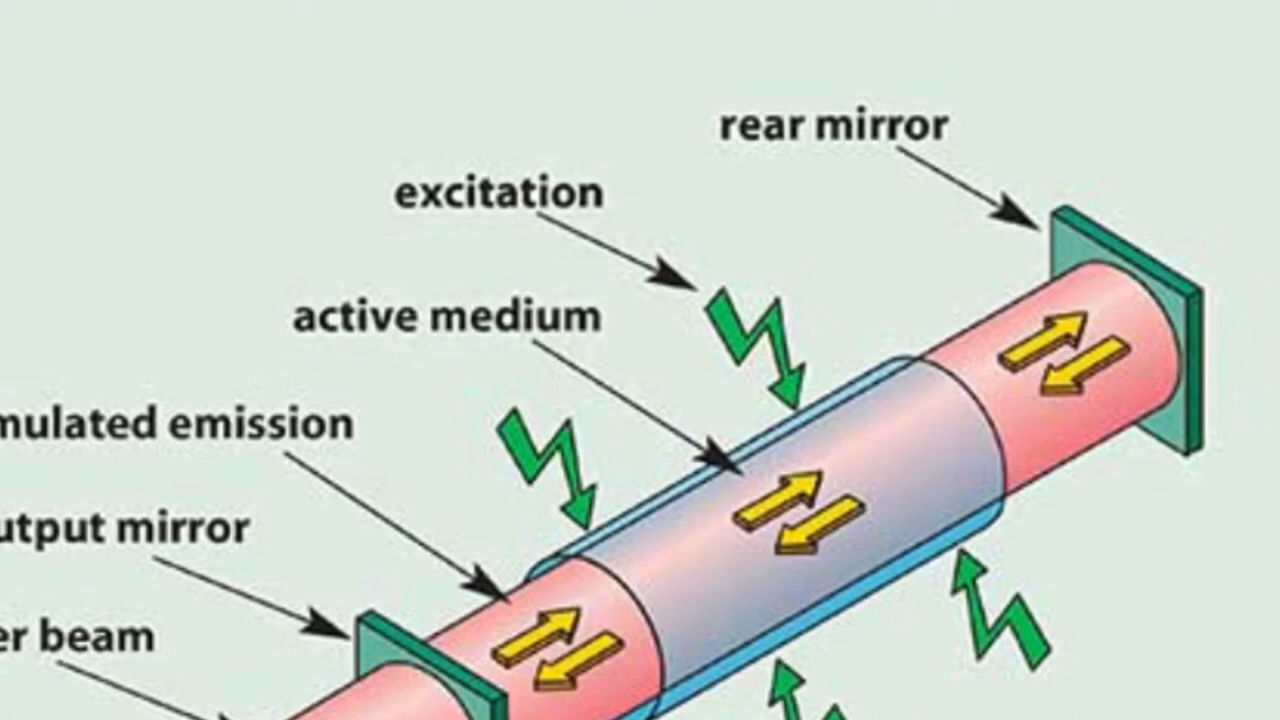 rear mirror
excitation
active medium
mulated emission
utput mirror
er beam